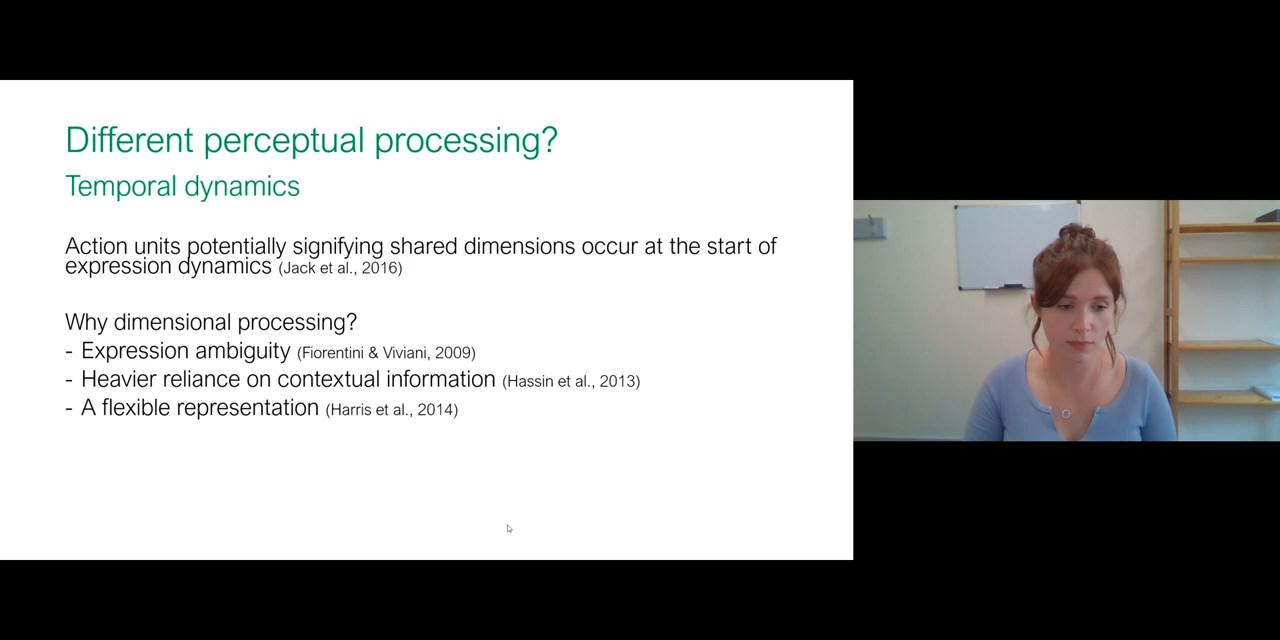 Different perceptual processing?
Temporal dynamics
Action units potentially signifying shared dimensions occur at the start of
expression dynamics (Jack et al., 2016)
Why dimensional processing?
- Expression ambiguity (Fiorentini & Viviani, 2009)
- Heavier reliance on contextual information (Hassin et al., 2013)
- A flexible representation (Harris et al., 2014)